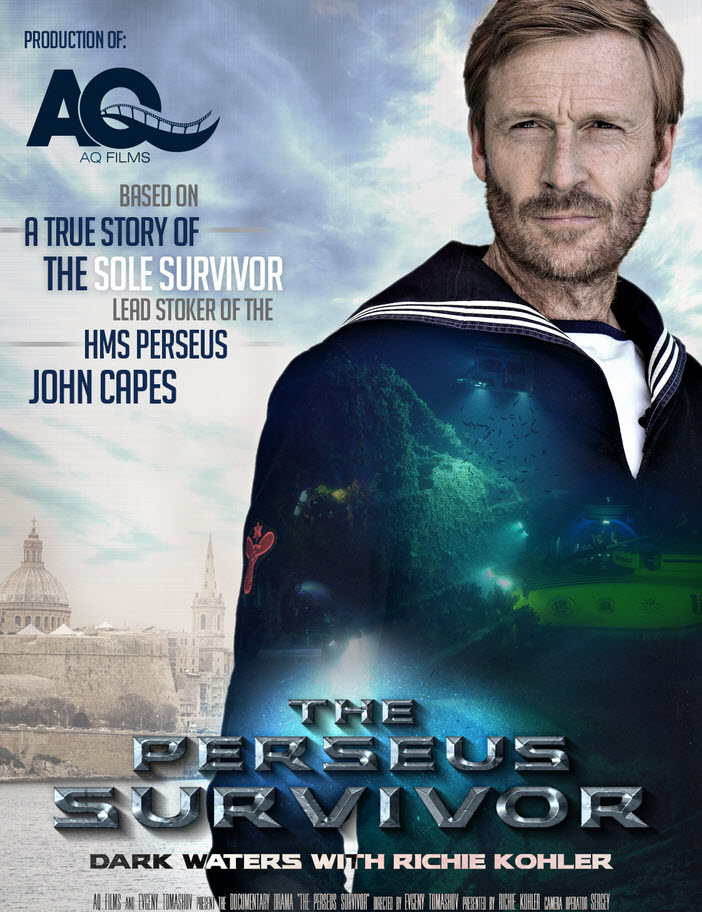 PRODUCTION OF:
AQ
AQ FILMS
BASED ON
A TRUE STORY OF
THE SOLE SURVIVOR
LEAD STOKER OF THE
HMS PERSEUS
JOHN CAPES
THE
PERSEUS
SURVIVOR
DARK WATERS WITH RICHIE KOHLER
AQ FILMS AND EVGENY TOMASHOV PRESENT THE DOCUMENTARY DRAMA "THE PERSEUS SURVIVOR" DIRECTED BY EVGENY TOMASHOV PRESENTED BY RICHIE KOHLER CAMERA OPERATOR SERGEY